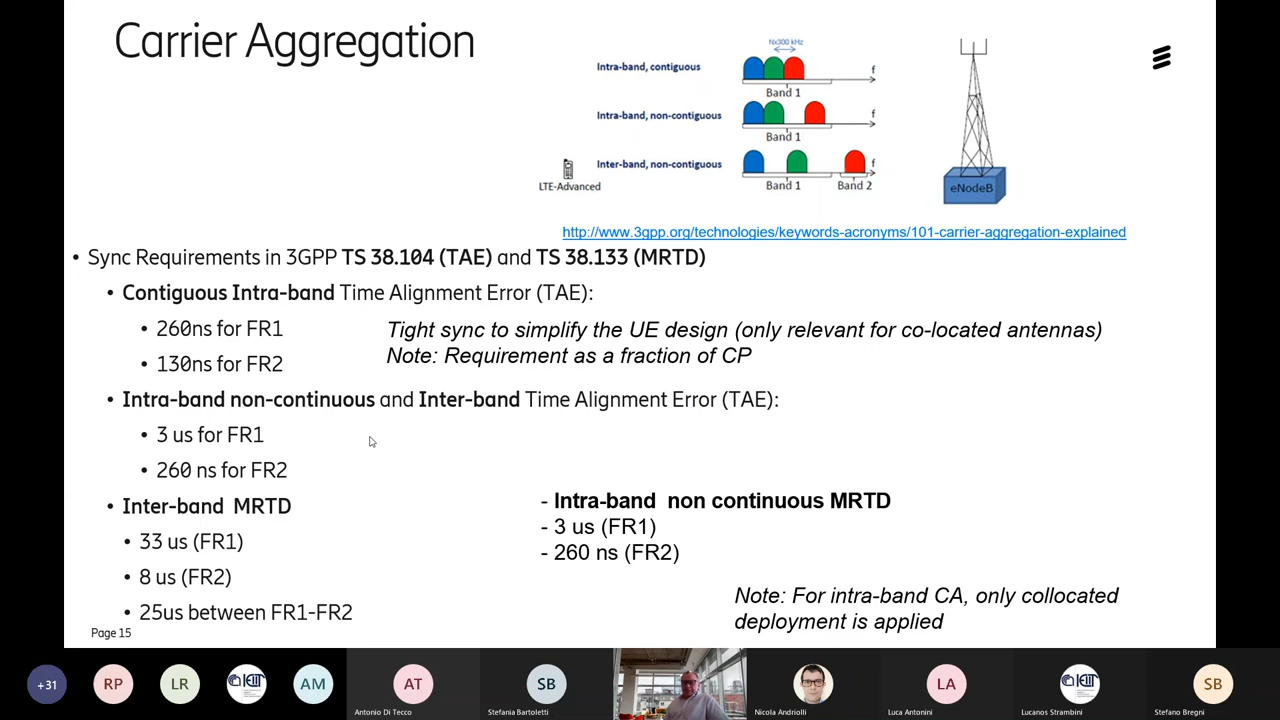 Carrier Aggregation
Nx300 kHz
Intra-band, contiguous
f
Band 1
Intra-band, non-contiguous
f
Band 1
Inter-band, non-contiguous
f
LTE-Advanced
Band 1
Band 2
eNodeB
http://www.3gpp.org/technologies/keywords-acronyms/101-carrier-aggregation-explained
• Sync Requirements in 3GPP TS 38.104 (TAE) and TS 38.133 (MRTD)
• Contiguous Intra-band Time Alignment Error (TAE):
• 260ns for FR1
• 130ns for FR2
Tight sync to simplify the UE design (only relevant for co-located antennas)
Note: Requirement as a fraction of CP
• Intra-band non-continuous and Inter-band Time Alignment Error (TAE):
• 3 us for FR1
• 260 ns for FR2
• Inter-band MRTD
• 33 us (FR1)
• 8 us (FR2)
• 25us between FR1-FR2
- Intra-band non continuous MRTD
- 3 us (FR1)
- 260 ns (FR2)
Note: For intra-band CA, only collocated
deployment is applied
Page 15
+31
RP
LR
IEIIT
AM
AT
Antonio Di Tecco
SB
Stefania Bartoletti
Nicola Andriolli
LA
Luca Antonini
IEIIT
Lucanos Strambini
SB
Stefano Bregni